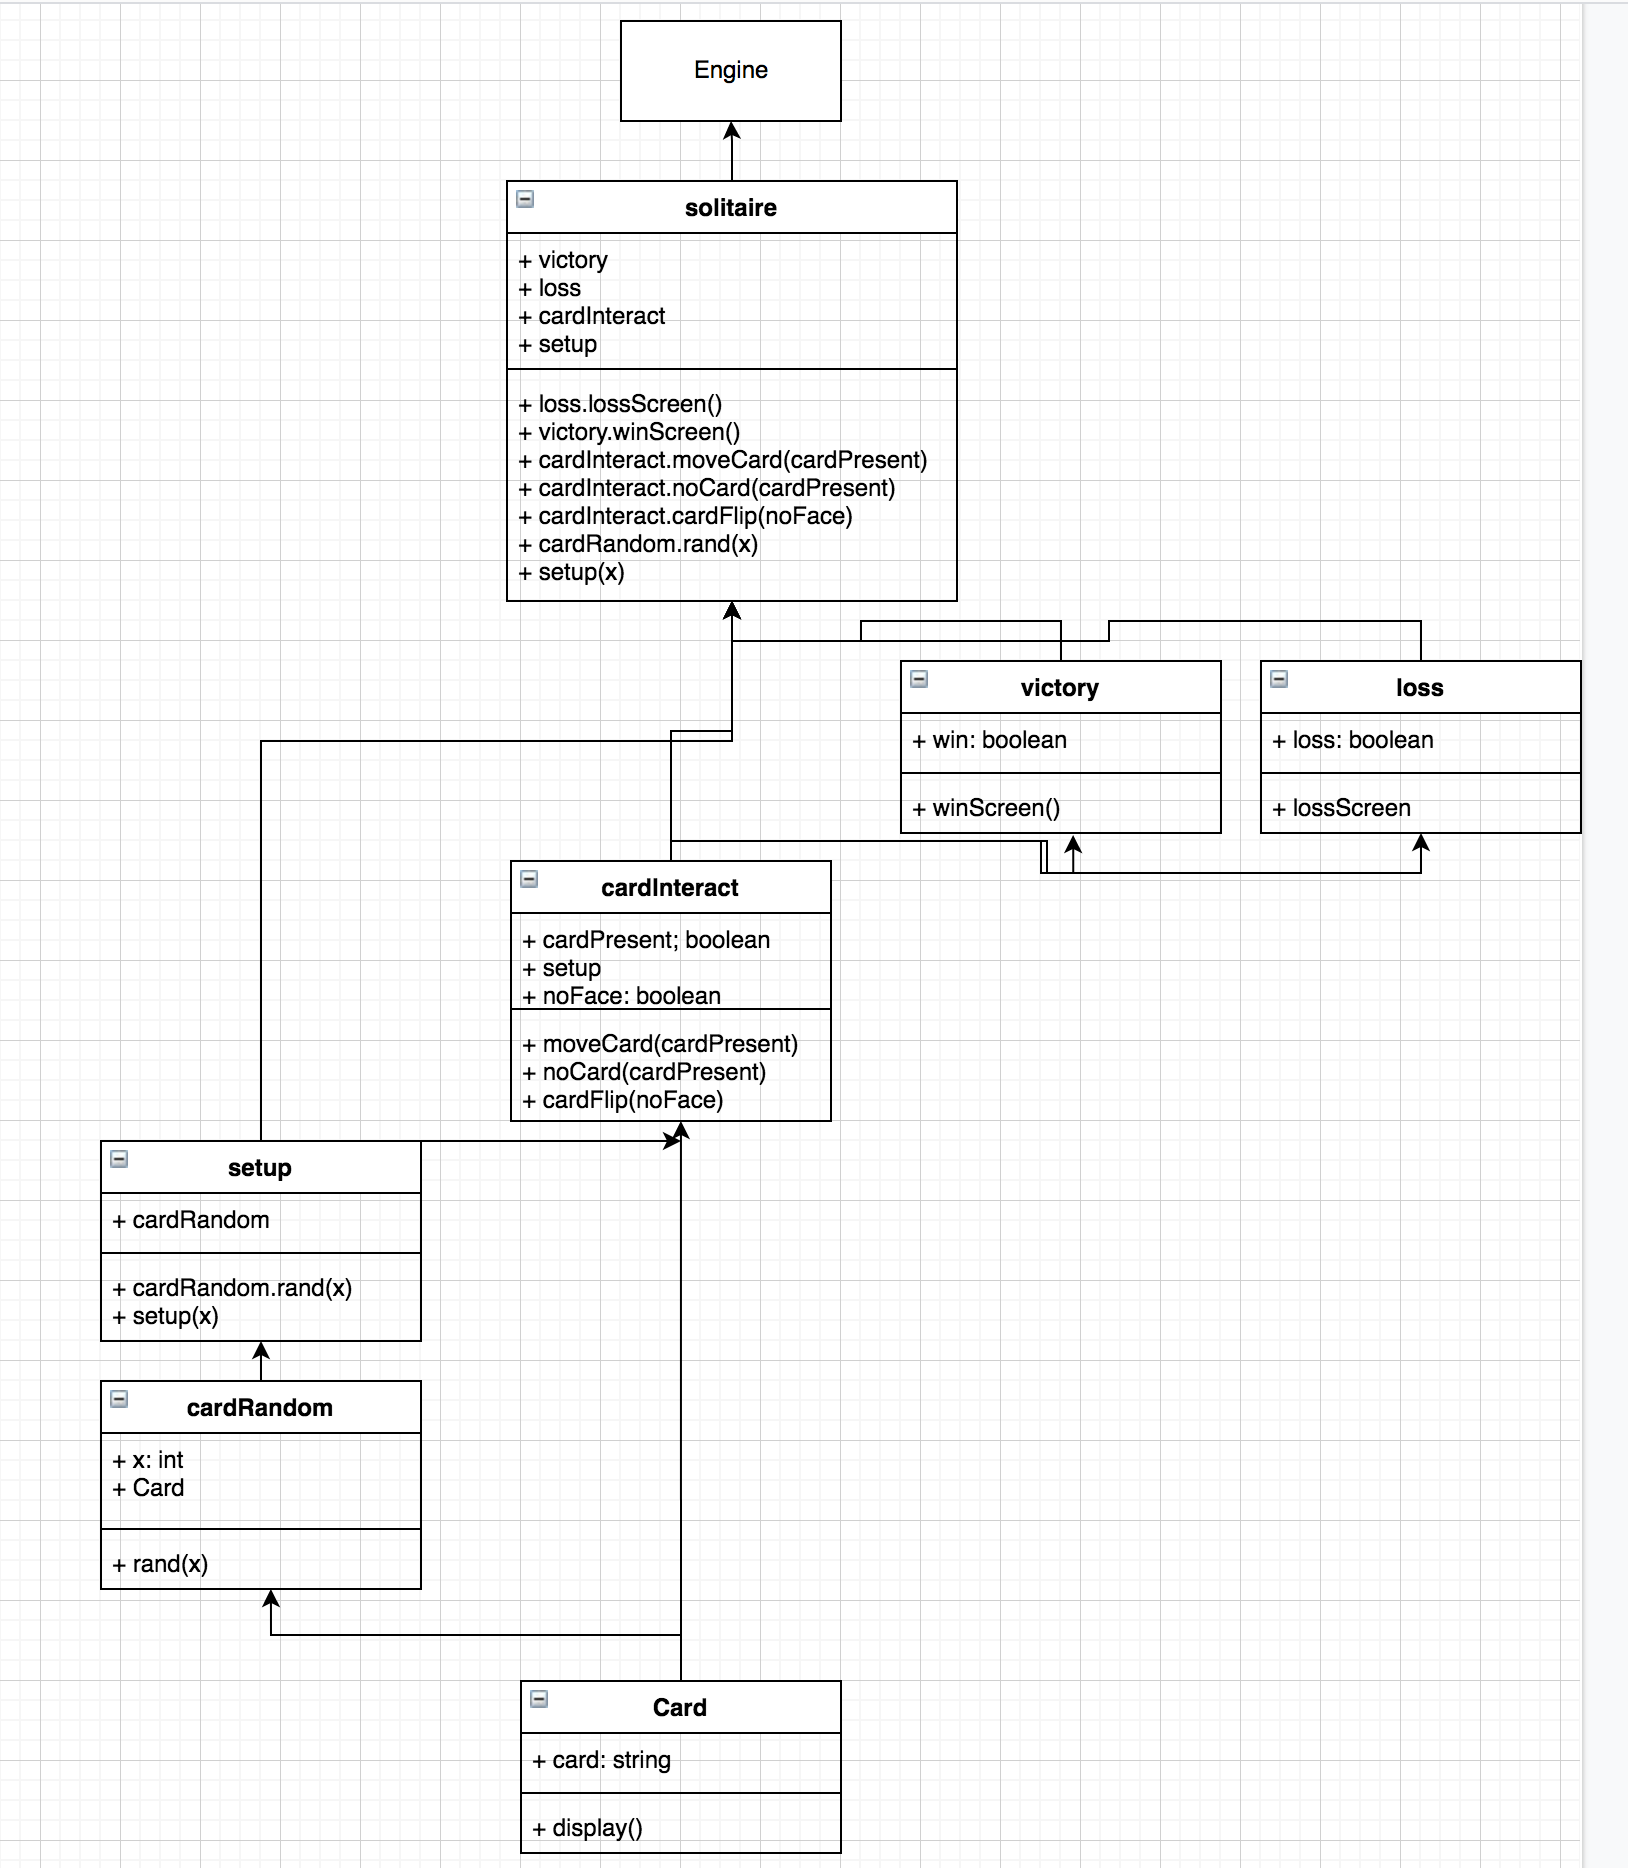 Engine
solitaire
+ victory
+ loss
+ cardInteract
+ setup
+ loss.lossScreen()
+ victory.winScreen()
+ cardInteract.moveCard(cardPresent)
+ cardInteract.noCard(cardPresent)
+ cardInteract.cardFlip(noFace)
+ cardRandom.rand(x)
+ setup(x)
victory
+ win: boolean
+ winScreen()
loss
+ loss: boolean
+ lossScreen
cardInteract
+ cardPresent; boolean
+ setup
+ noFace: boolean
+ moveCard(cardPresent)
+ noCard(cardPresent)
+ cardFlip(noFace)
setup
+ cardRandom
+ cardRandom.rand(x)
+ setup(x)
cardRandom
+ x: int
+ Card
+ rand(x)
Card
+ card: string
+ display()